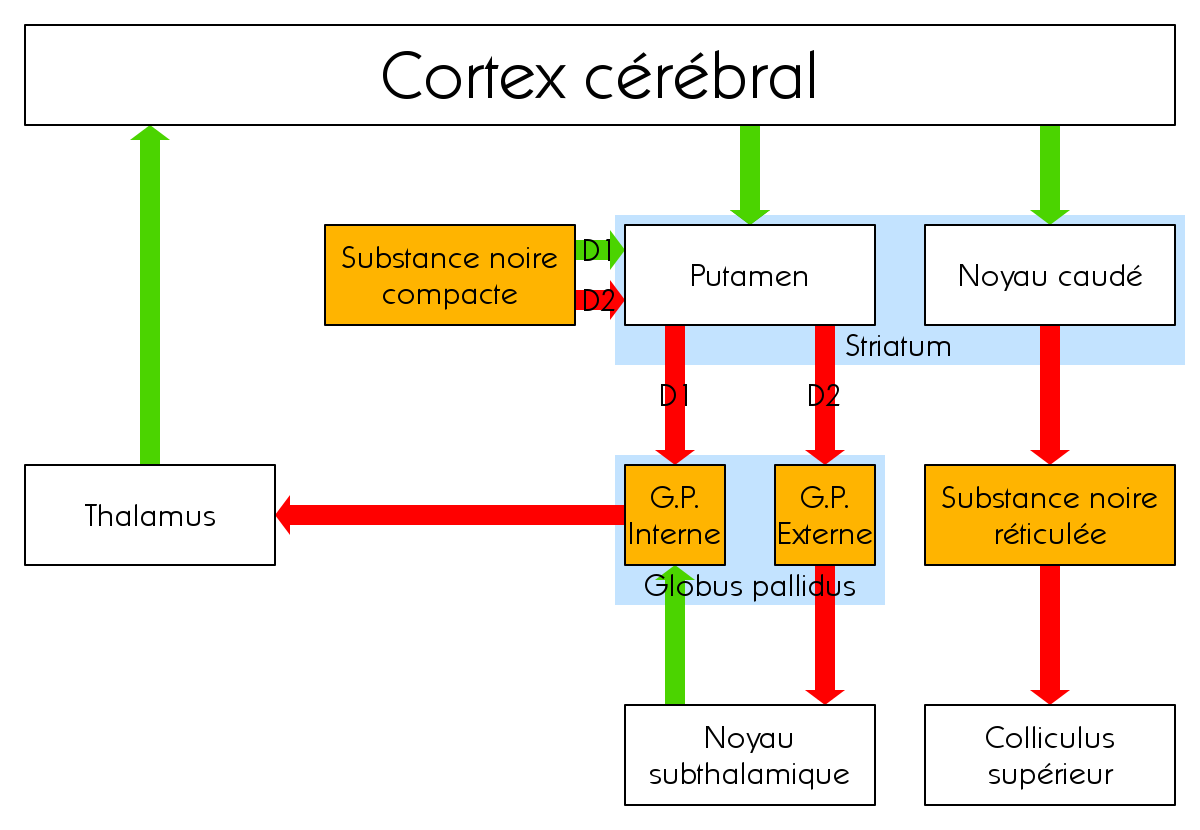 Cortex cérébral
Substance noire
compacte
D1
D2
Putamen
Noyau caudé
Striatum
D1
D2
Thalamus
G.P.
Interne
G.P.
Externe
Substance noire
réticulée
Globus pallidus
Noyau
subthalamique
Colliculus
supérieur